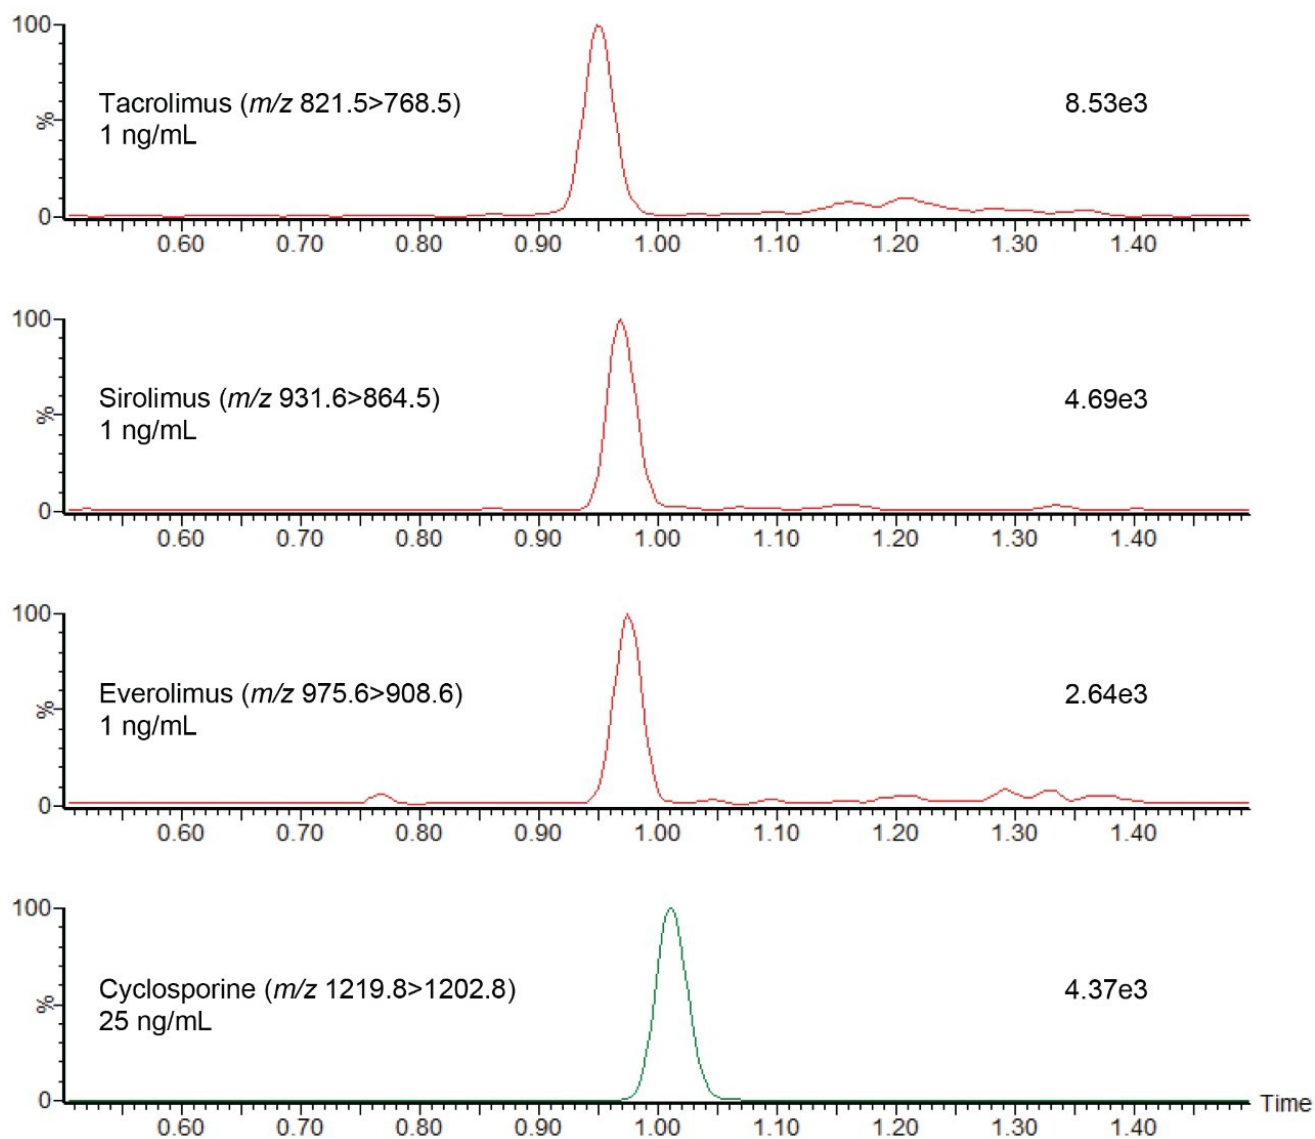 100
%
Tacrolimus (m/z 821.5>768.5)
1 ng/mL
8.53e3
0
0.60 0.70 0.80 0.90 1.00 1.10 1.20 1.30 1.40
100
%
Sirolimus (m/z 931.6>864.5)
1 ng/mL
4.69e3
0
0.60 0.70 0.80 0.90 1.00 1.10 1.20 1.30 1.40
100
%
Everolimus (m/z 975.6>908.6)
1 ng/mL
2.64e3
0
0.60 0.70 0.80 0.90 1.00 1.10 1.20 1.30 1.40
100
%
Cyclosporine (m/z 1219.8>1202.8)
25 ng/mL
4.37e3
0
Time
0.60 0.70 0.80 0.90 1.00 1.10 1.20 1.30 1.40